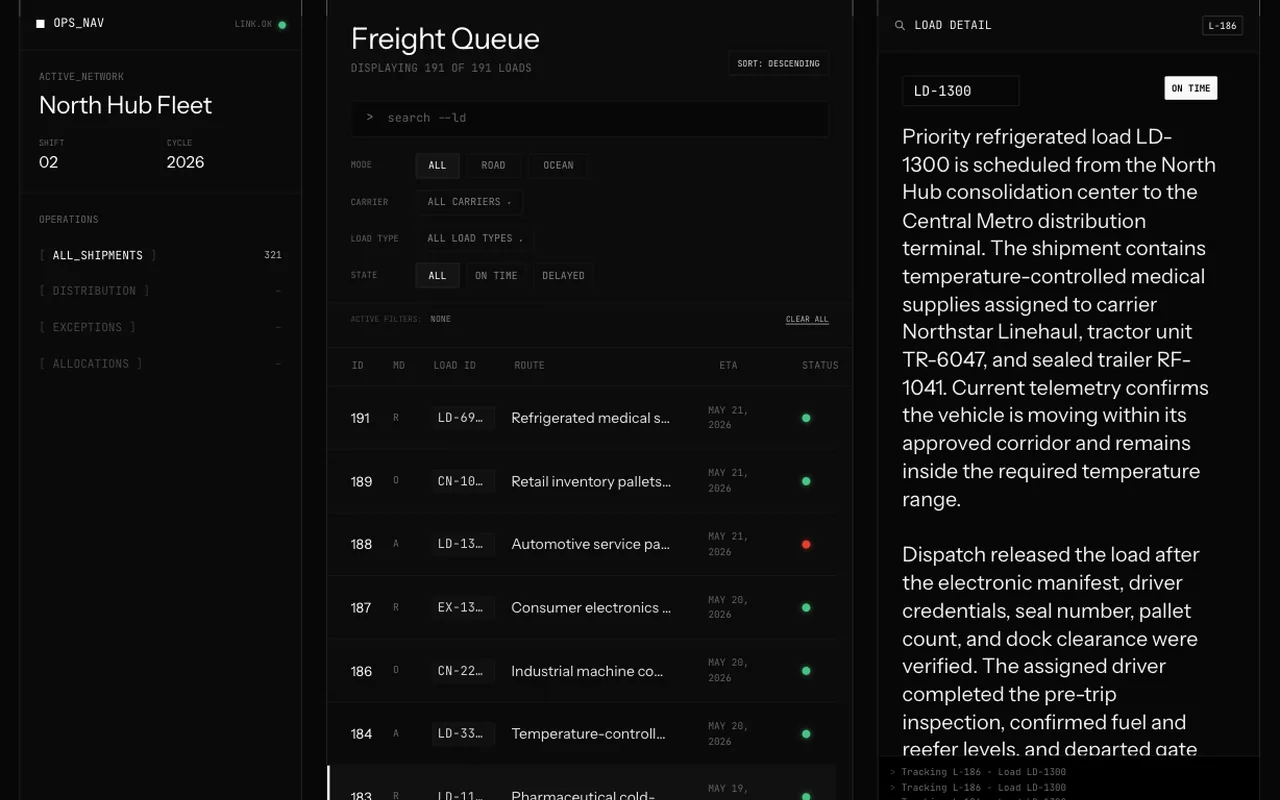 OPS_NAV
LINK.OK
ACTIVE_NETWORK
North Hub Fleet
SHIFT
CYCLE
02
2026
OPERATIONS
[ ALL_SHIPMENTS ]
321
[ DISTRIBUTION ]
–
[ EXCEPTIONS ]
–
[ ALLOCATIONS ]
–
Freight Queue
DISPLAYING 191 OF 191 LOADS
SORT: DESCENDING
> search --ld
MODE
ALL
ROAD
OCEAN
CARRIER
ALL CARRIERS
LOAD TYPE
ALL LOAD TYPES
STATE
ALL
ON TIME
DELAYED
ACTIVE FILTERS: NONE
CLEAR ALL
ID MD LOAD ID ROUTE ETA STATUS
191 R LD-69… Refrigerated medical s… MAY 21, 2026
189 O CN-10… Retail inventory pallets… MAY 21, 2026
188 A LD-13… Automotive service pa… MAY 21, 2026
187 R EX-13… Consumer electronics … MAY 20, 2026
186 O CN-22… Industrial machine co… MAY 20, 2026
184 A LD-33… Temperature-controll… MAY 20, 2026
183 R LD-11… Pharmaceutical cold- MAY 19,
LOAD DETAIL
L-186
LD-1300
ON TIME
Priority refrigerated load LD-
1300 is scheduled from the North
Hub consolidation center to the
Central Metro distribution
terminal. The shipment contains
temperature-controlled medical
supplies assigned to carrier
Northstar Linehaul, tractor unit
TR-6047, and sealed trailer RF-
1041. Current telemetry confirms
the vehicle is moving within its
approved corridor and remains
inside the required temperature
range.
Dispatch released the load after
the electronic manifest, driver
credentials, seal number, pallet
count, and dock clearance were
verified. The assigned driver
completed the pre-trip
inspection, confirmed fuel and
reefer levels, and departed gate
> Tracking L-186 · Load LD-1300
> Tracking L-186 · Load LD-1300